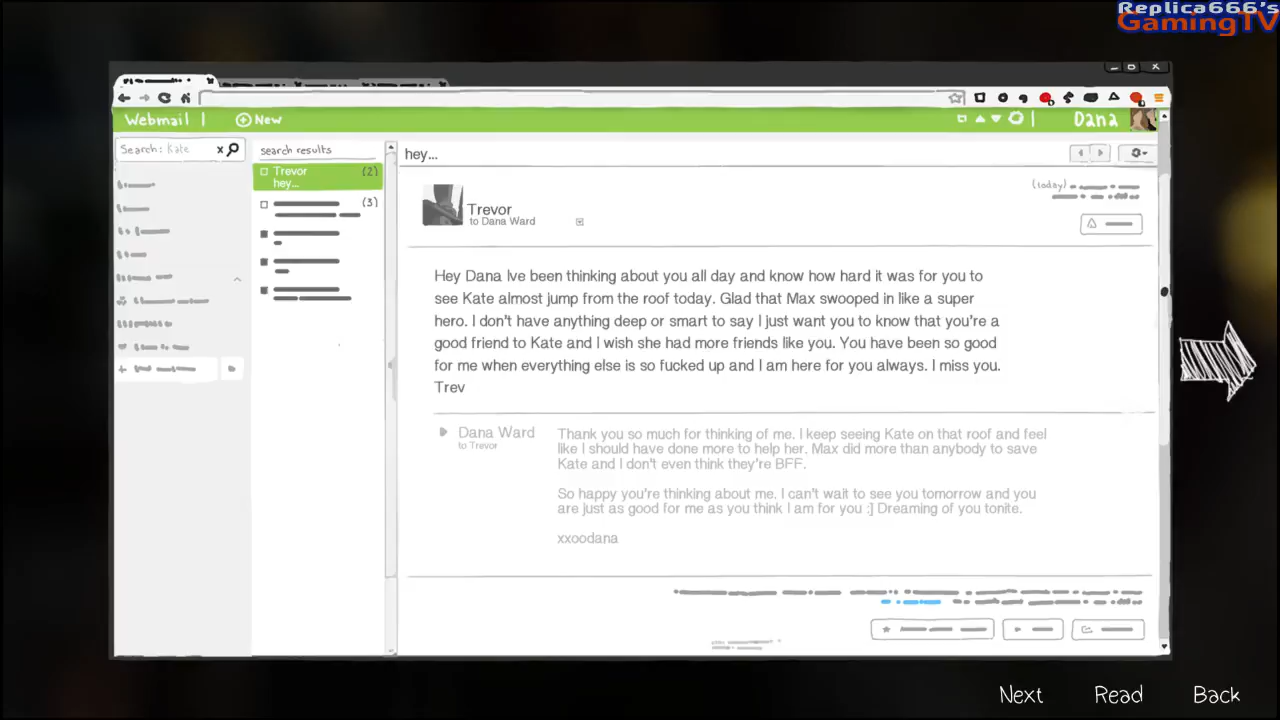 Replica666's
GamingTV
Webmail | New
Dana
Search: Kate x
search results
hey...
Trevor (2)
hey...
(today)
(3)
Trevor
to Dana Ward
Hey Dana Ive been thinking about you all day and know how hard it was for you to
see Kate almost jump from the roof today. Glad that Max swooped in like a super
hero. I don't have anything deep or smart to say I just want you to know that you're a
good friend to Kate and I wish she had more friends like you. You have been so good
for me when everything else is so fucked up and I am here for you always. I miss you.
Trev
Dana Ward
to Trevor
Thank you so much for thinking of me. I keep seeing Kate on that roof and feel
like I should have done more to help her. Max did more than anybody to save
Kate and I don't even think they're BFF.
So happy you're thinking about me. I can't wait to see you tomorrow and you
are just as good for me as you think I am for you :] Dreaming of you tonite.
xxoodana
Next Read Back